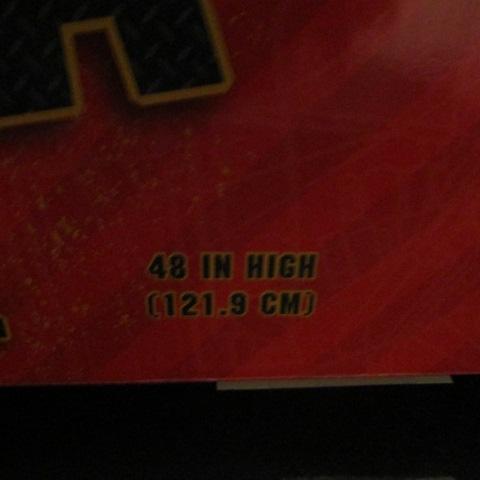 48 IN HIGH
(121.9 CM)